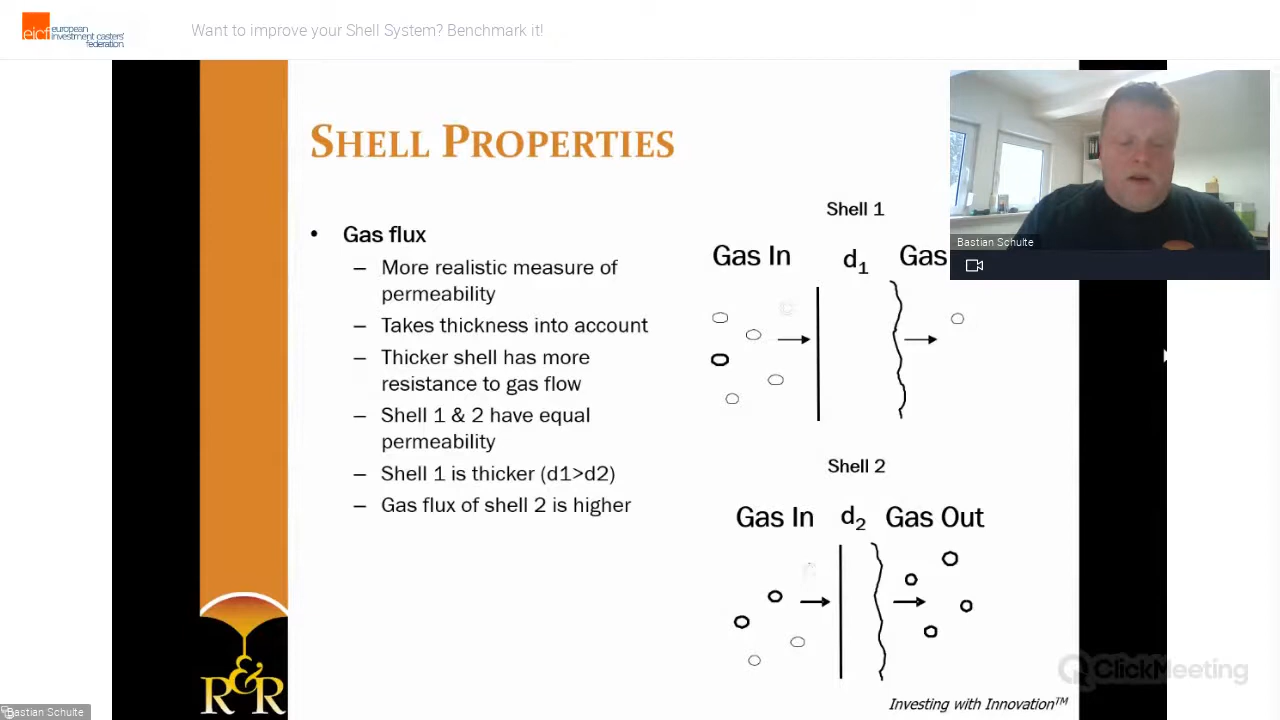 eicf european
investment casters'
federation.
Want to improve your Shell System? Benchmark it!
SHELL PROPERTIES
• Gas flux
– More realistic measure of
permeability
– Takes thickness into account
– Thicker shell has more
resistance to gas flow
– Shell 1 & 2 have equal
permeability
– Shell 1 is thicker (d1>d2)
– Gas flux of shell 2 is higher
Shell 1
Gas In d1 Gas
Shell 2
Gas In d2 Gas Out
Bastian Schulte
R&R
ClickMeeting
Investing with Innovation™
Bastian Schulte